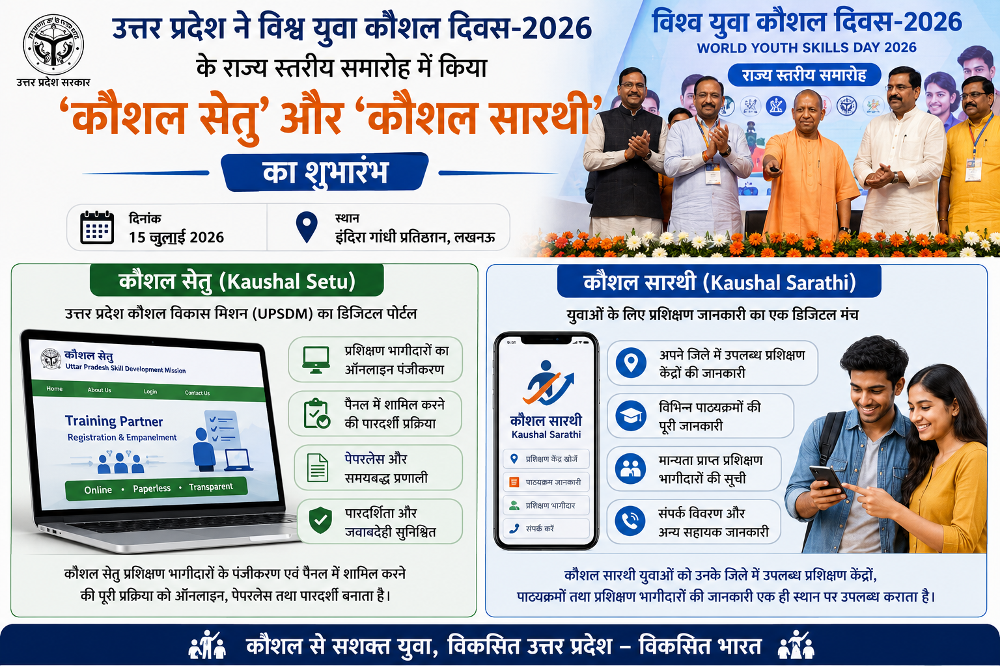 उत्तर प्रदेश सरकार
उत्तर प्रदेश ने विश्व युवा कौशल दिवस-2026
के राज्य स्तरीय समारोह में किया
‘कौशल सेतु’ और ‘कौशल सारथी’
का शुभारंभ
दिनांक
15 जुलाई 2026
स्थान
इंदिरा गांधी प्रतिष्ठान, लखनऊ
विश्व युवा कौशल दिवस-2026
WORLD YOUTH SKILLS DAY 2026
राज्य स्तरीय समारोह
कौशल सेतु (Kaushal Setu)
उत्तर प्रदेश कौशल विकास मिशन (UPSDM) का डिजिटल पोर्टल
कौशल सेतु
Uttar Pradesh Skill Development Mission
Home About Us Login Contact Us
Training Partner
Registration & Empanelment
Online • Paperless • Transparent
प्रशिक्षण भागीदारों का
ऑनलाइन पंजीकरण
पैनल में शामिल करने
की पारदर्शी प्रक्रिया
पेपरलेस और
समयबद्ध प्रणाली
पारदर्शिता और
जवाबदेही सुनिश्चित
कौशल सेतु प्रशिक्षण भागीदारों के पंजीकरण एवं पैनल में शामिल करने
की पूरी प्रक्रिया को ऑनलाइन, पेपरलेस तथा पारदर्शी बनाता है।
कौशल सारथी (Kaushal Sarathi)
युवाओं के लिए प्रशिक्षण जानकारी का एक डिजिटल मंच
कौशल सारथी
Kaushal Sarathi
प्रशिक्षण केंद्र खोजें
पाठ्यक्रम जानकारी
प्रशिक्षण भागीदार
संपर्क करें
अपने जिले में उपलब्ध प्रशिक्षण
केंद्रों की जानकारी
विभिन्न पाठ्यक्रमों की
पूरी जानकारी
मान्यता प्राप्त प्रशिक्षण
भागीदारों की सूची
संपर्क विवरण और
अन्य सहायक जानकारी
कौशल सारथी युवाओं को उनके जिले में उपलब्ध प्रशिक्षण केंद्रों,
पाठ्यक्रमों तथा प्रशिक्षण भागीदारों की जानकारी एक ही स्थान पर उपलब्ध कराता है।
कौशल से सशक्त युवा, विकसित उत्तर प्रदेश – विकसित भारत